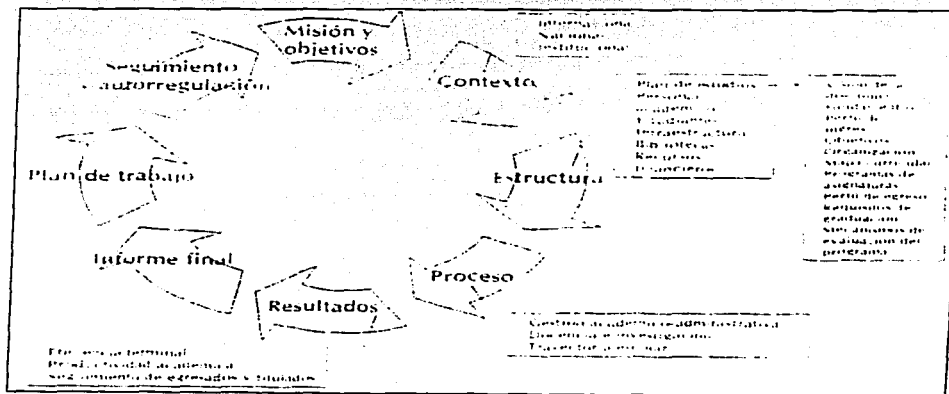 Misión y
objetivos
Internacional
Nacional
Institucional
Seguimiento
autorregulación
Contexto
Plan de estudios
Personal
académico
Estudiantes
Infraestructura
Bibliotecas
Recursos
financieros
Perfil de
ingreso
Objetivos
Organización
Mapa curricular
Programas de
asignaturas
Perfil de egreso
Requisitos de
graduación
Mecanismos de
evaluación del
programa
Plan de trabajo
Estructura
Informe final
Proceso
Resultados
Gestión académico-administrativa
Docencia e investigación
Trayectoria escolar
Eficiencia terminal
Productividad académica
Seguimiento de egresados y titulados